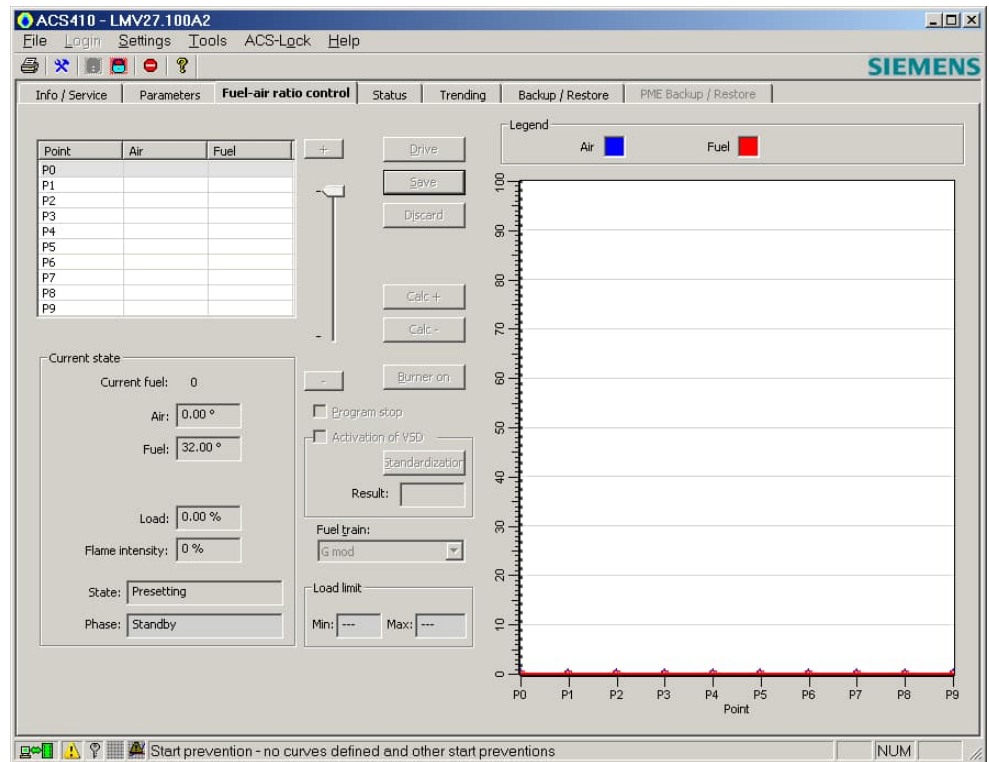 ACS410 - LMV27.100A2
File Login Settings Tools ACS-Lock Help
SIEMENS
Info / Service Parameters Fuel-air ratio control Status Trending Backup / Restore PME Backup / Restore
Point Air Fuel
P0
P1
P2
P3
P4
P5
P6
P7
P8
P9
+
-
-
-
Drive
Save
Discard
Calc +
Calc -
Burner on
Program stop
Activation of VSD
Standardization
Result:
Fuel train:
G mod
Load limit
Min: --- Max: ---
Current state
Current fuel: 0
Air: 0.00 °
Fuel: 32.00 °
Load: 0.00 %
Flame intensity: 0 %
State: Presetting
Phase: Standby
Legend
Air Fuel
100
90
80
70
60
50
40
30
20
10
0
P0 P1 P2 P3 P4 P5 P6 P7 P8 P9
Point
Start prevention - no curves defined and other start preventions NUM